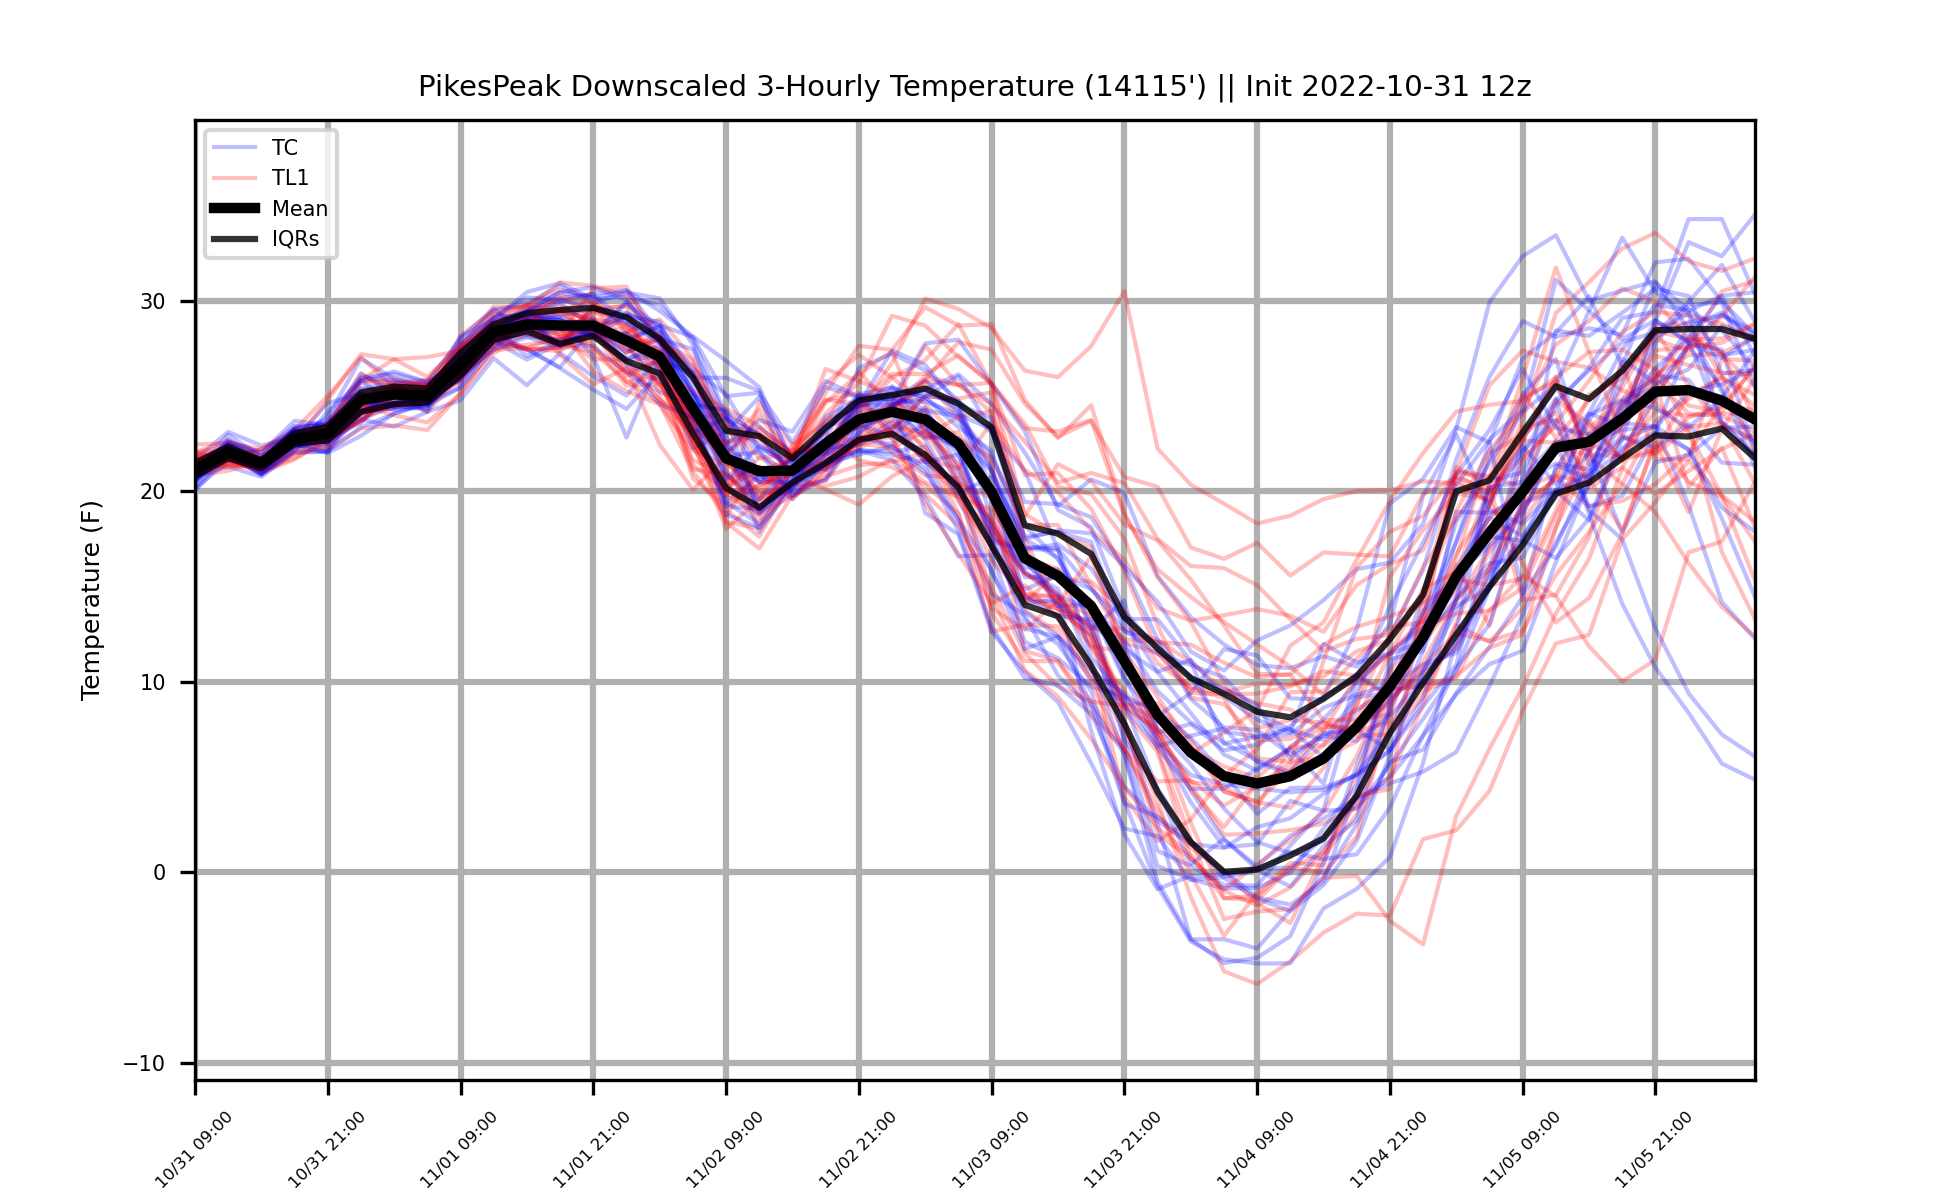 PikesPeak Downscaled 3-Hourly Temperature (14115') || Init 2022-10-31 12z
TC
TL1
Mean
IQRs
Temperature (F)
30
20
10
0
−10
10/31 09:00
10/31 21:00
11/01 09:00
11/01 21:00
11/02 09:00
11/02 21:00
11/03 09:00
11/03 21:00
11/04 09:00
11/04 21:00
11/05 09:00
11/05 21:00